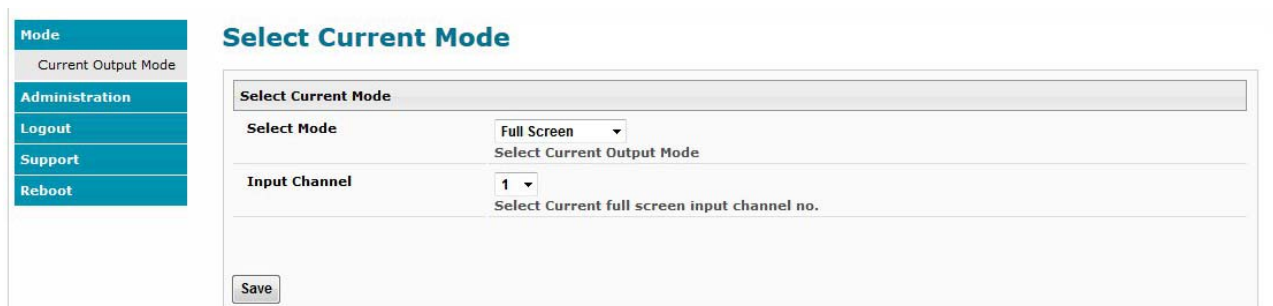 Mode
Current Output Mode
Administration
Logout
Support
Reboot
Select Current Mode
Select Current Mode
Select Mode
Full Screen
Select Current Output Mode
Input Channel
1
Select Current full screen input channel no.
Save